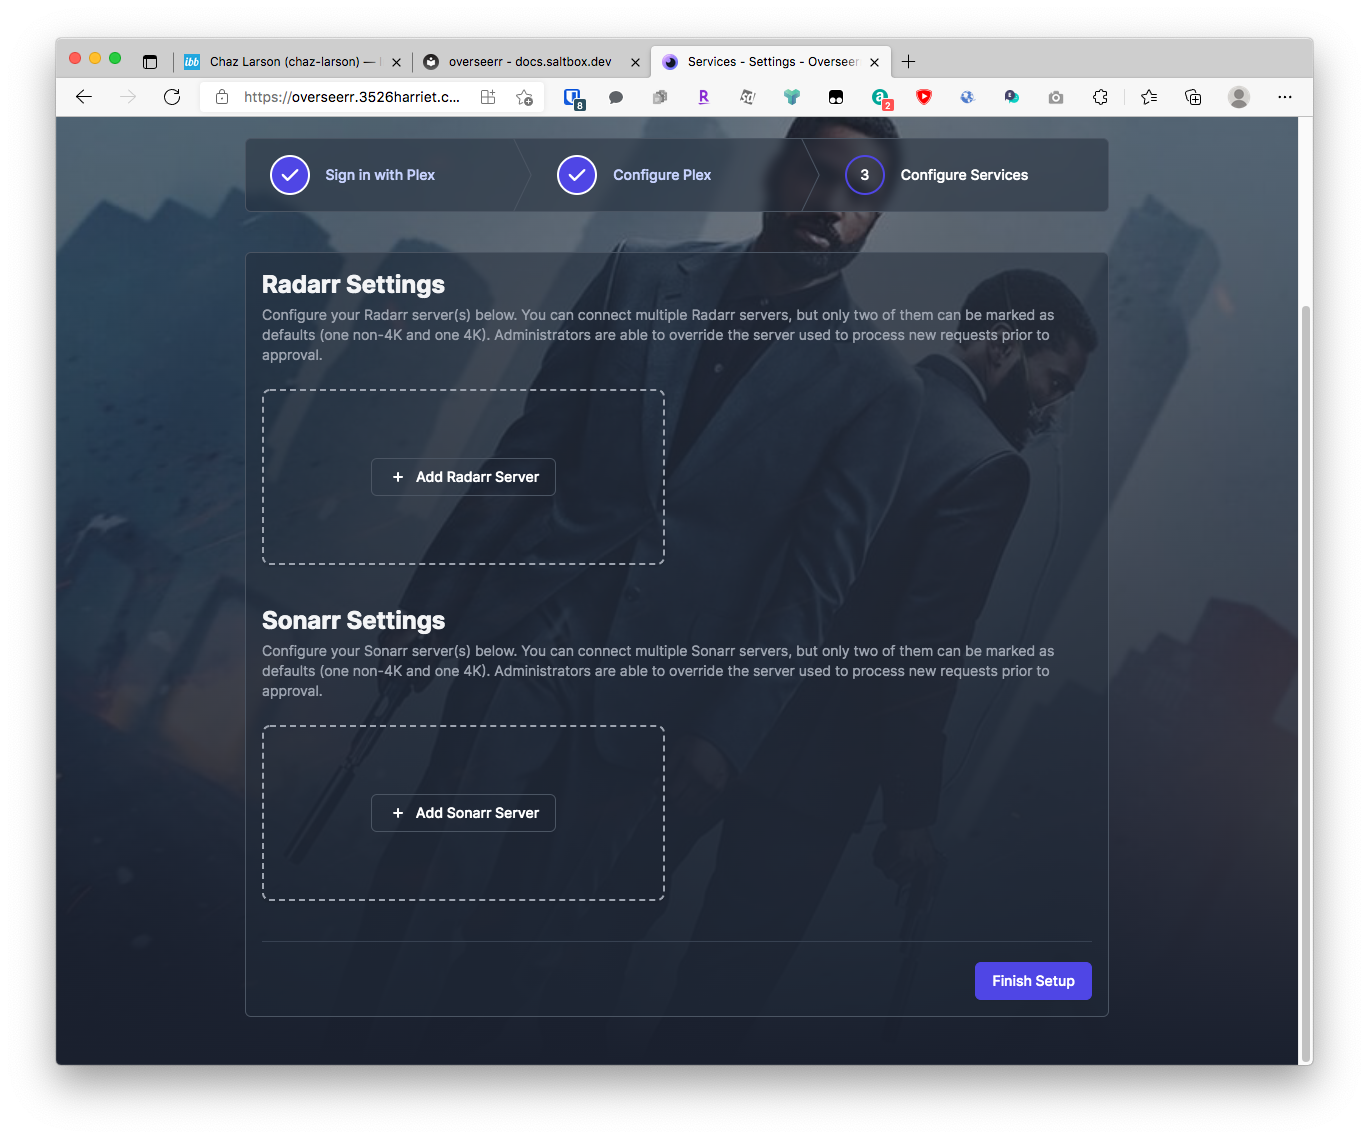 Chaz Larson (chaz-larson) —
overseerr - docs.saltbox.dev
Services - Settings - Overseerr
https://overseerr.3526harriet.c...
8
2
Sign in with Plex
Configure Plex
3
Configure Services
Radarr Settings
Configure your Radarr server(s) below. You can connect multiple Radarr servers, but only two of them can be marked as
defaults (one non-4K and one 4K). Administrators are able to override the server used to process new requests prior to
approval.
+ Add Radarr Server
Sonarr Settings
Configure your Sonarr server(s) below. You can connect multiple Sonarr servers, but only two of them can be marked as
defaults (one non-4K and one 4K). Administrators are able to override the server used to process new requests prior to
approval.
+ Add Sonarr Server
Finish Setup